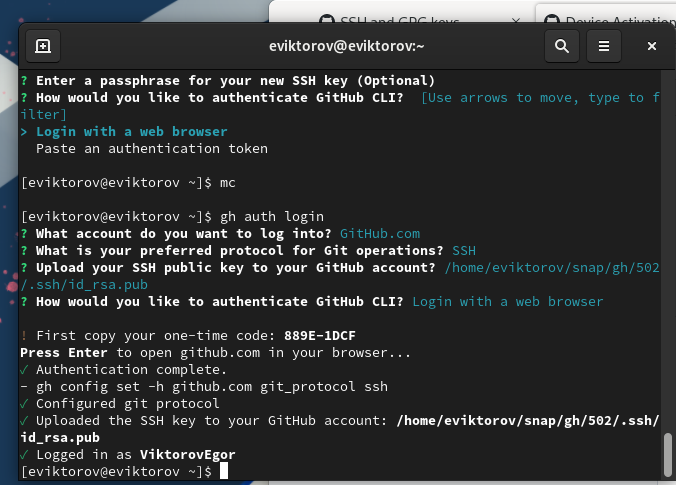 SSH and GPG keys
Device Activation
eviktorov@eviktorov:~
? Enter a passphrase for your new SSH key (Optional)
? How would you like to authenticate GitHub CLI?  [Use arrows to move, type to f
ilter]
> Login with a web browser
  Paste an authentication token
[eviktorov@eviktorov ~]$ mc
[eviktorov@eviktorov ~]$ gh auth login
? What account do you want to log into? GitHub.com
? What is your preferred protocol for Git operations? SSH
? Upload your SSH public key to your GitHub account? /home/eviktorov/snap/gh/502
/.ssh/id_rsa.pub
? How would you like to authenticate GitHub CLI? Login with a web browser
! First copy your one-time code: 889E-1DCF
Press Enter to open github.com in your browser...
✓ Authentication complete.
- gh config set -h github.com git_protocol ssh
✓ Configured git protocol
✓ Uploaded the SSH key to your GitHub account: /home/eviktorov/snap/gh/502/.ssh/
id_rsa.pub
✓ Logged in as ViktorovEgor
[eviktorov@eviktorov ~]$